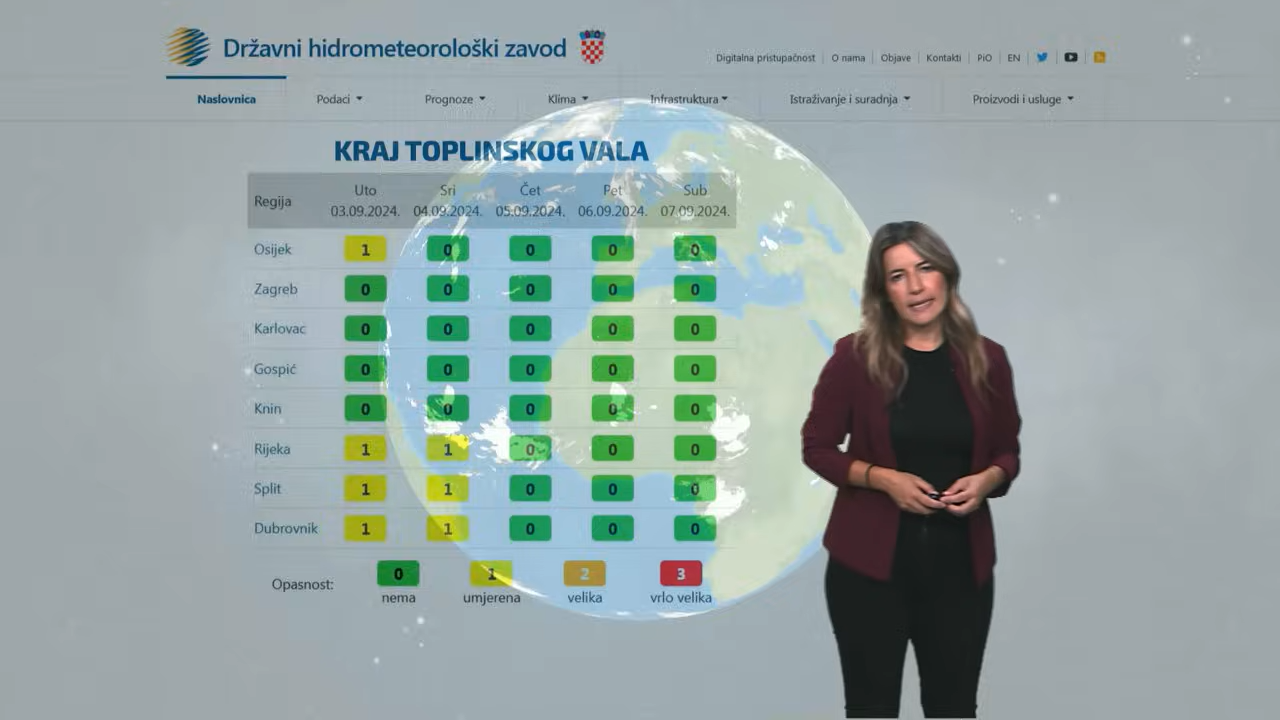 Državni hidrometeorološki zavod
Digitalna pristupačnost O nama Objave Kontakti PiO EN
Naslovnica Podaci Prognoze Klima Infrastruktura Istraživanje i suradnja Proizvodi i usluge
KRAJ TOPLINSKOG VALA
Regija Uto Sri Čet Pet Sub
03.09.2024. 04.09.2024. 05.09.2024. 06.09.2024. 07.09.2024.
Osijek 1 0 0 0 0
Zagreb 0 0 0 0 0
Karlovac 0 0 0 0 0
Gospić 0 0 0 0 0
Knin 0 0 0 0 0
Rijeka 1 1 0 0 0
Split 1 1 0 0 0
Dubrovnik 1 1 0 0 0
Opasnost: 0 1 2 3
nema umjerena velika vrlo velika